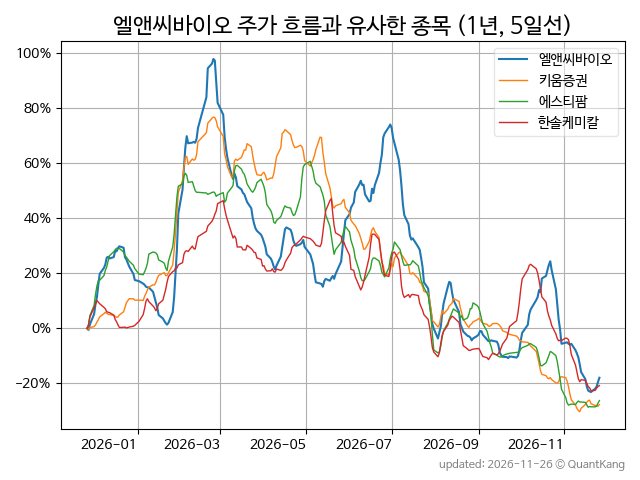 엘앤씨바이오 주가 흐름과 유사한 종목 (1년, 5일선)
엘앤씨바이오
키움증권
에스티팜
한솔케미칼
100%
80%
60%
40%
20%
0%
−20%
2026-01
2026-03
2026-05
2026-07
2026-09
2026-11
updated: 2026-11-26 © QuantKang